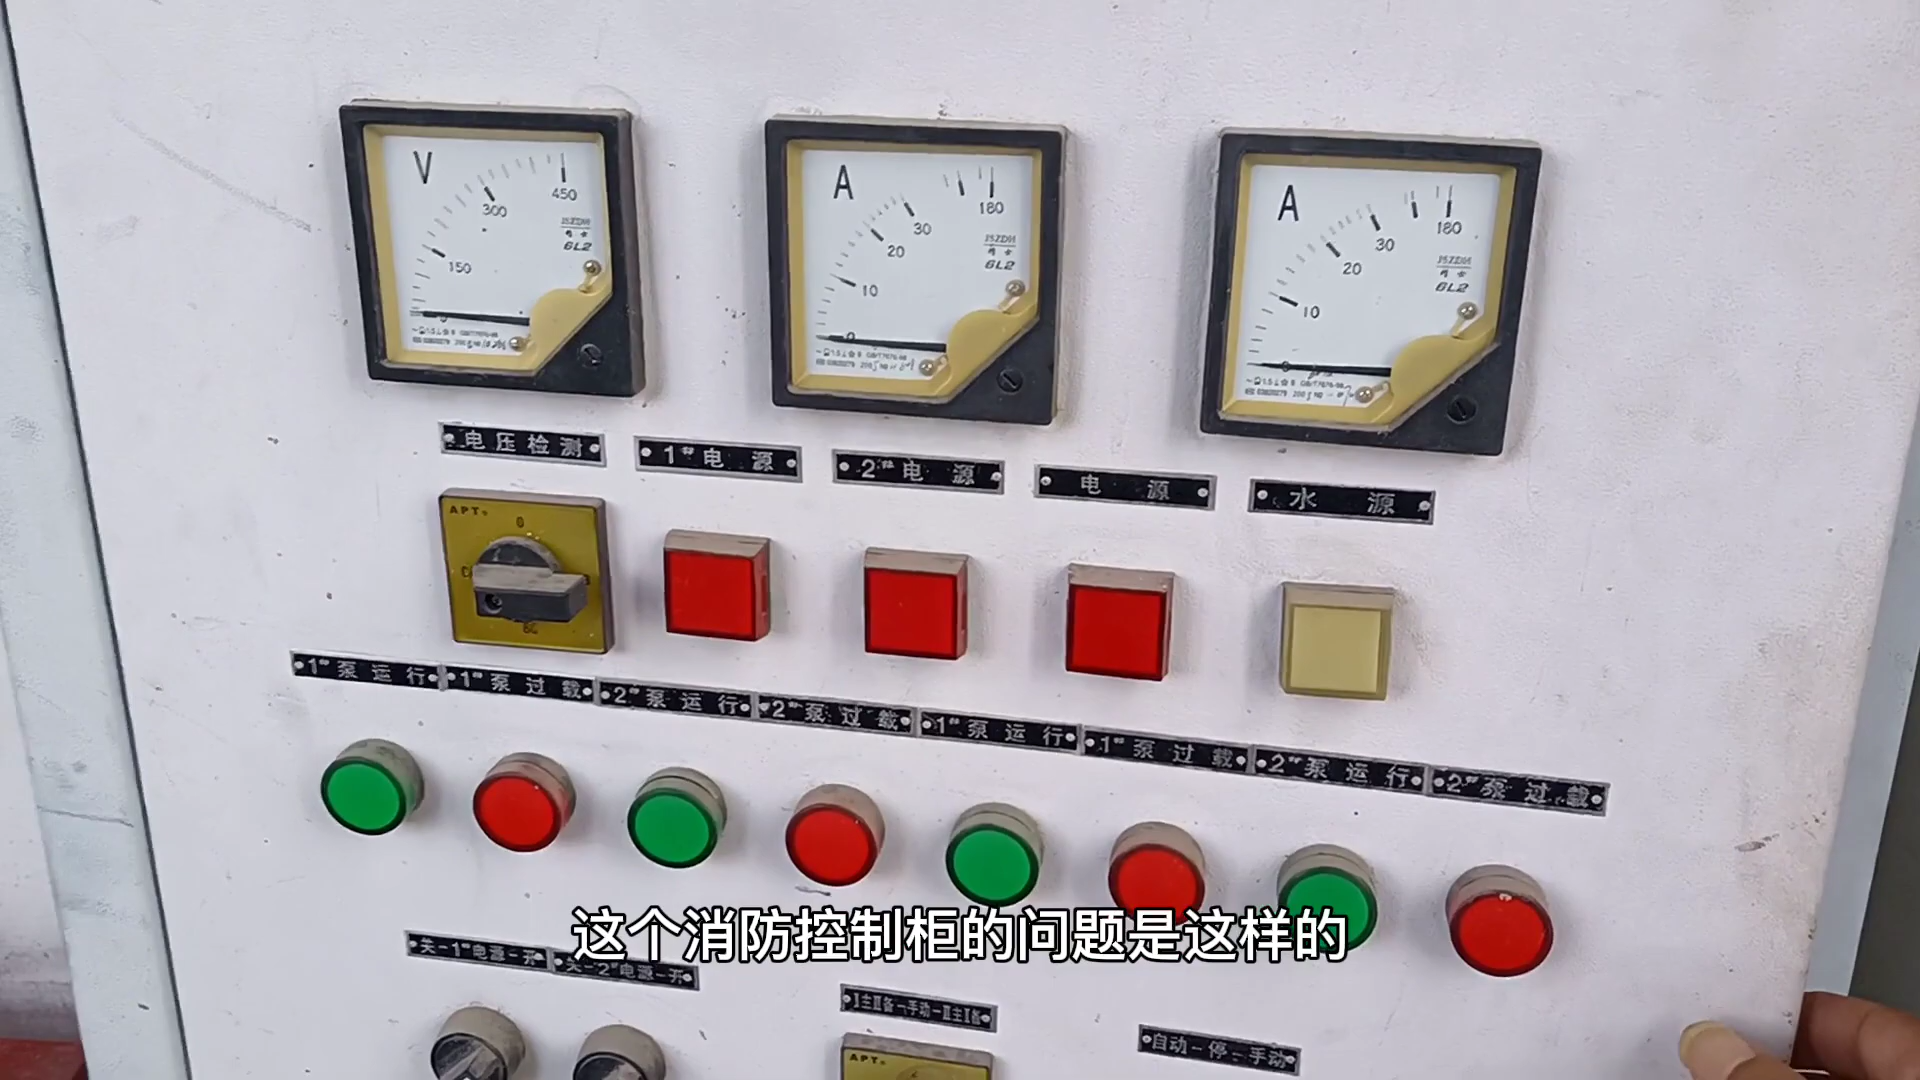 V
150
300
450
GL2
A
10
20
30
180
GL2
A
10
20
30
180
GL2
电压检测
1#电源
2#电源
电源
水源
APT
0
1#泵运行
1#泵过载
2#泵运行
2#泵过载
1#泵运行
1#泵过载
2#泵运行
2#泵过载
这个消防控制柜的问题是这样的
关-1#电源-开
关-2#电源-开
Ⅰ主Ⅱ备-手动-Ⅱ主Ⅰ备
自动-停-手动
APT